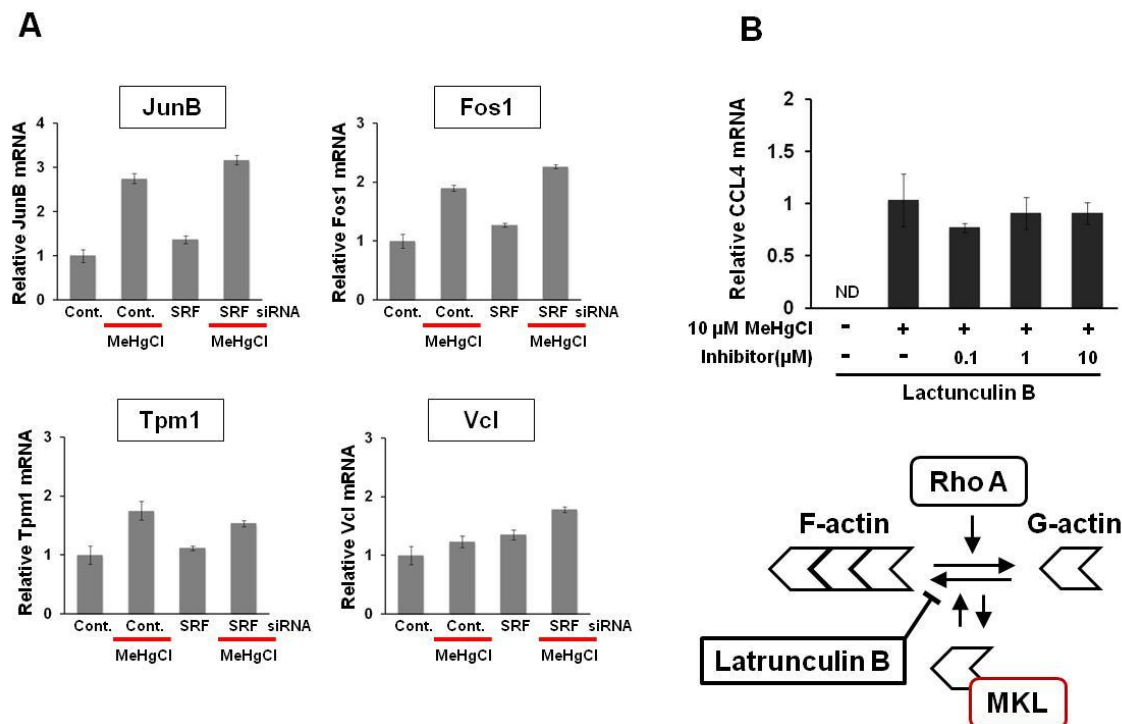 A
JunB
Relative JunB mRNA
4
3
2
1
0
Cont. Cont. SRF SRF siRNA
MeHgCl MeHgCl
Fos1
Relative Fos1 mRNA
3
2
1
0
Cont. Cont. SRF SRF siRNA
MeHgCl MeHgCl
Tpm1
Relative Tpm1 mRNA
3
2
1
0
Cont. Cont. SRF SRF siRNA
MeHgCl MeHgCl
Vcl
Relative Vcl mRNA
3
2
1
0
Cont. Cont. SRF SRF siRNA
MeHgCl MeHgCl
B
Relative CCL4 mRNA
2
1.5
1
0.5
0
ND
10 µM MeHgCl - + + + +
Inhibitor(µM) - - 0.1 1 10
Lactunculin B
Rho A
F-actin G-actin
Latrunculin B
MKL